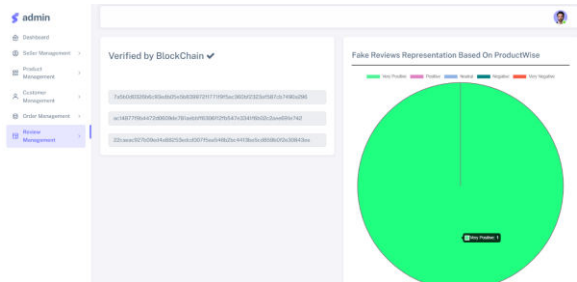 admin
Dashboard
Seller Management
Product
Management
Customer
Management
Order Management
Review
Management
Verified by BlockChain
Fake Reviews Representation Based On ProductWise
Very Positive
Positive
Neutral
Negative
Very Negative
Very Positive: 1